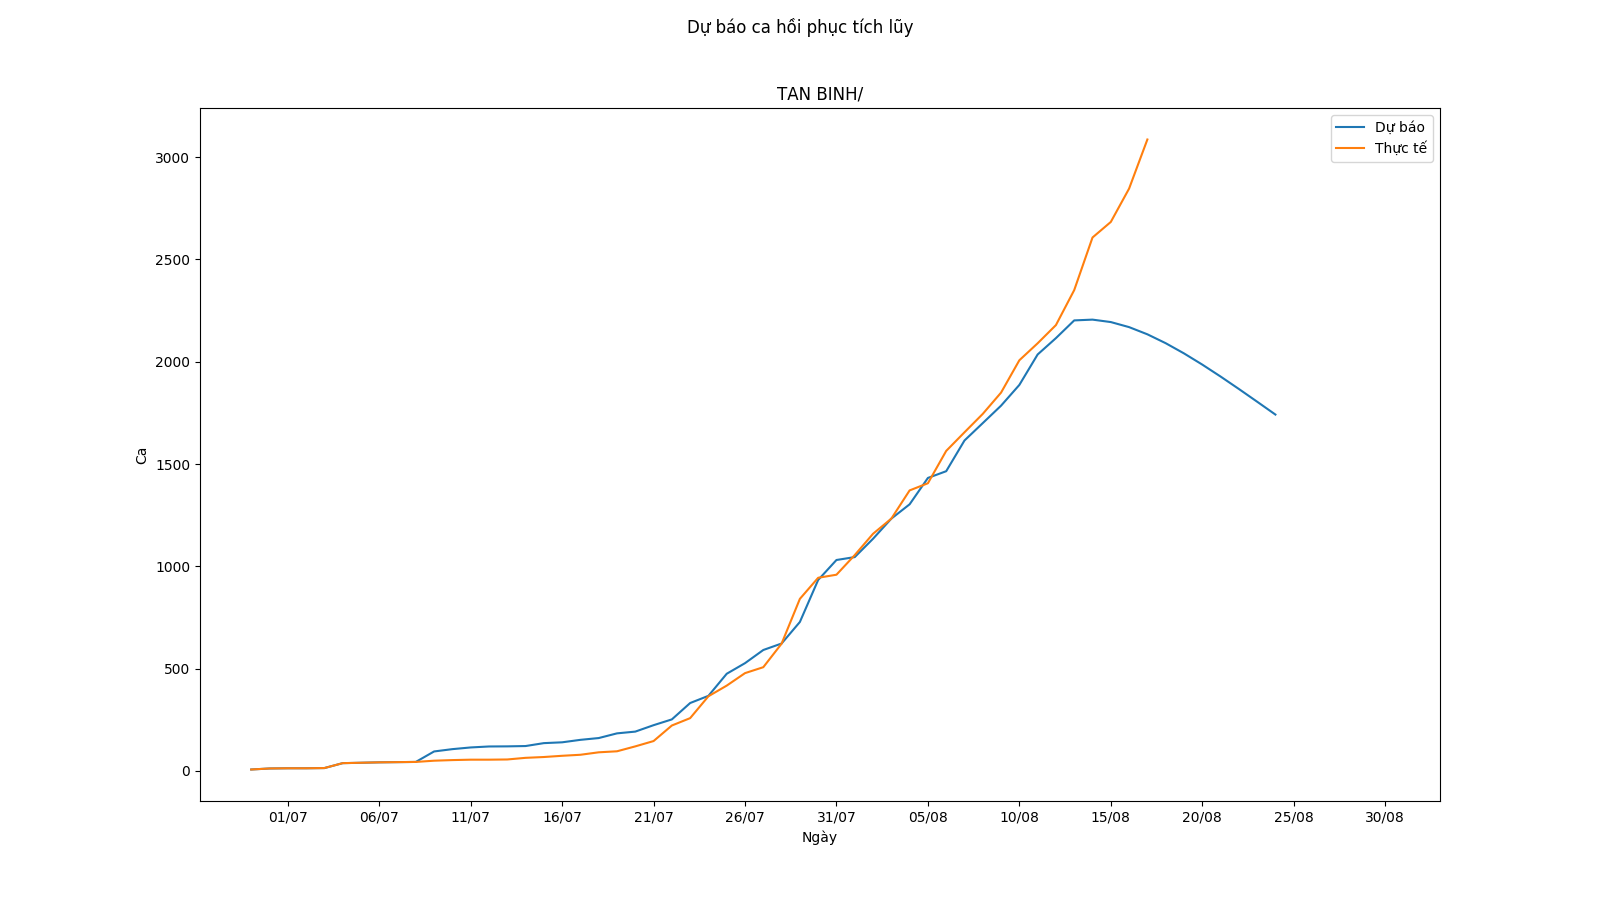 Dự báo ca hồi phục tích lũy
TAN BINH/
Dự báo
Thực tế
3000
2500
2000
1500
1000
500
0
Ca
01/07 06/07 11/07 16/07 21/07 26/07 31/07 05/08 10/08 15/08 20/08 25/08 30/08
Ngày